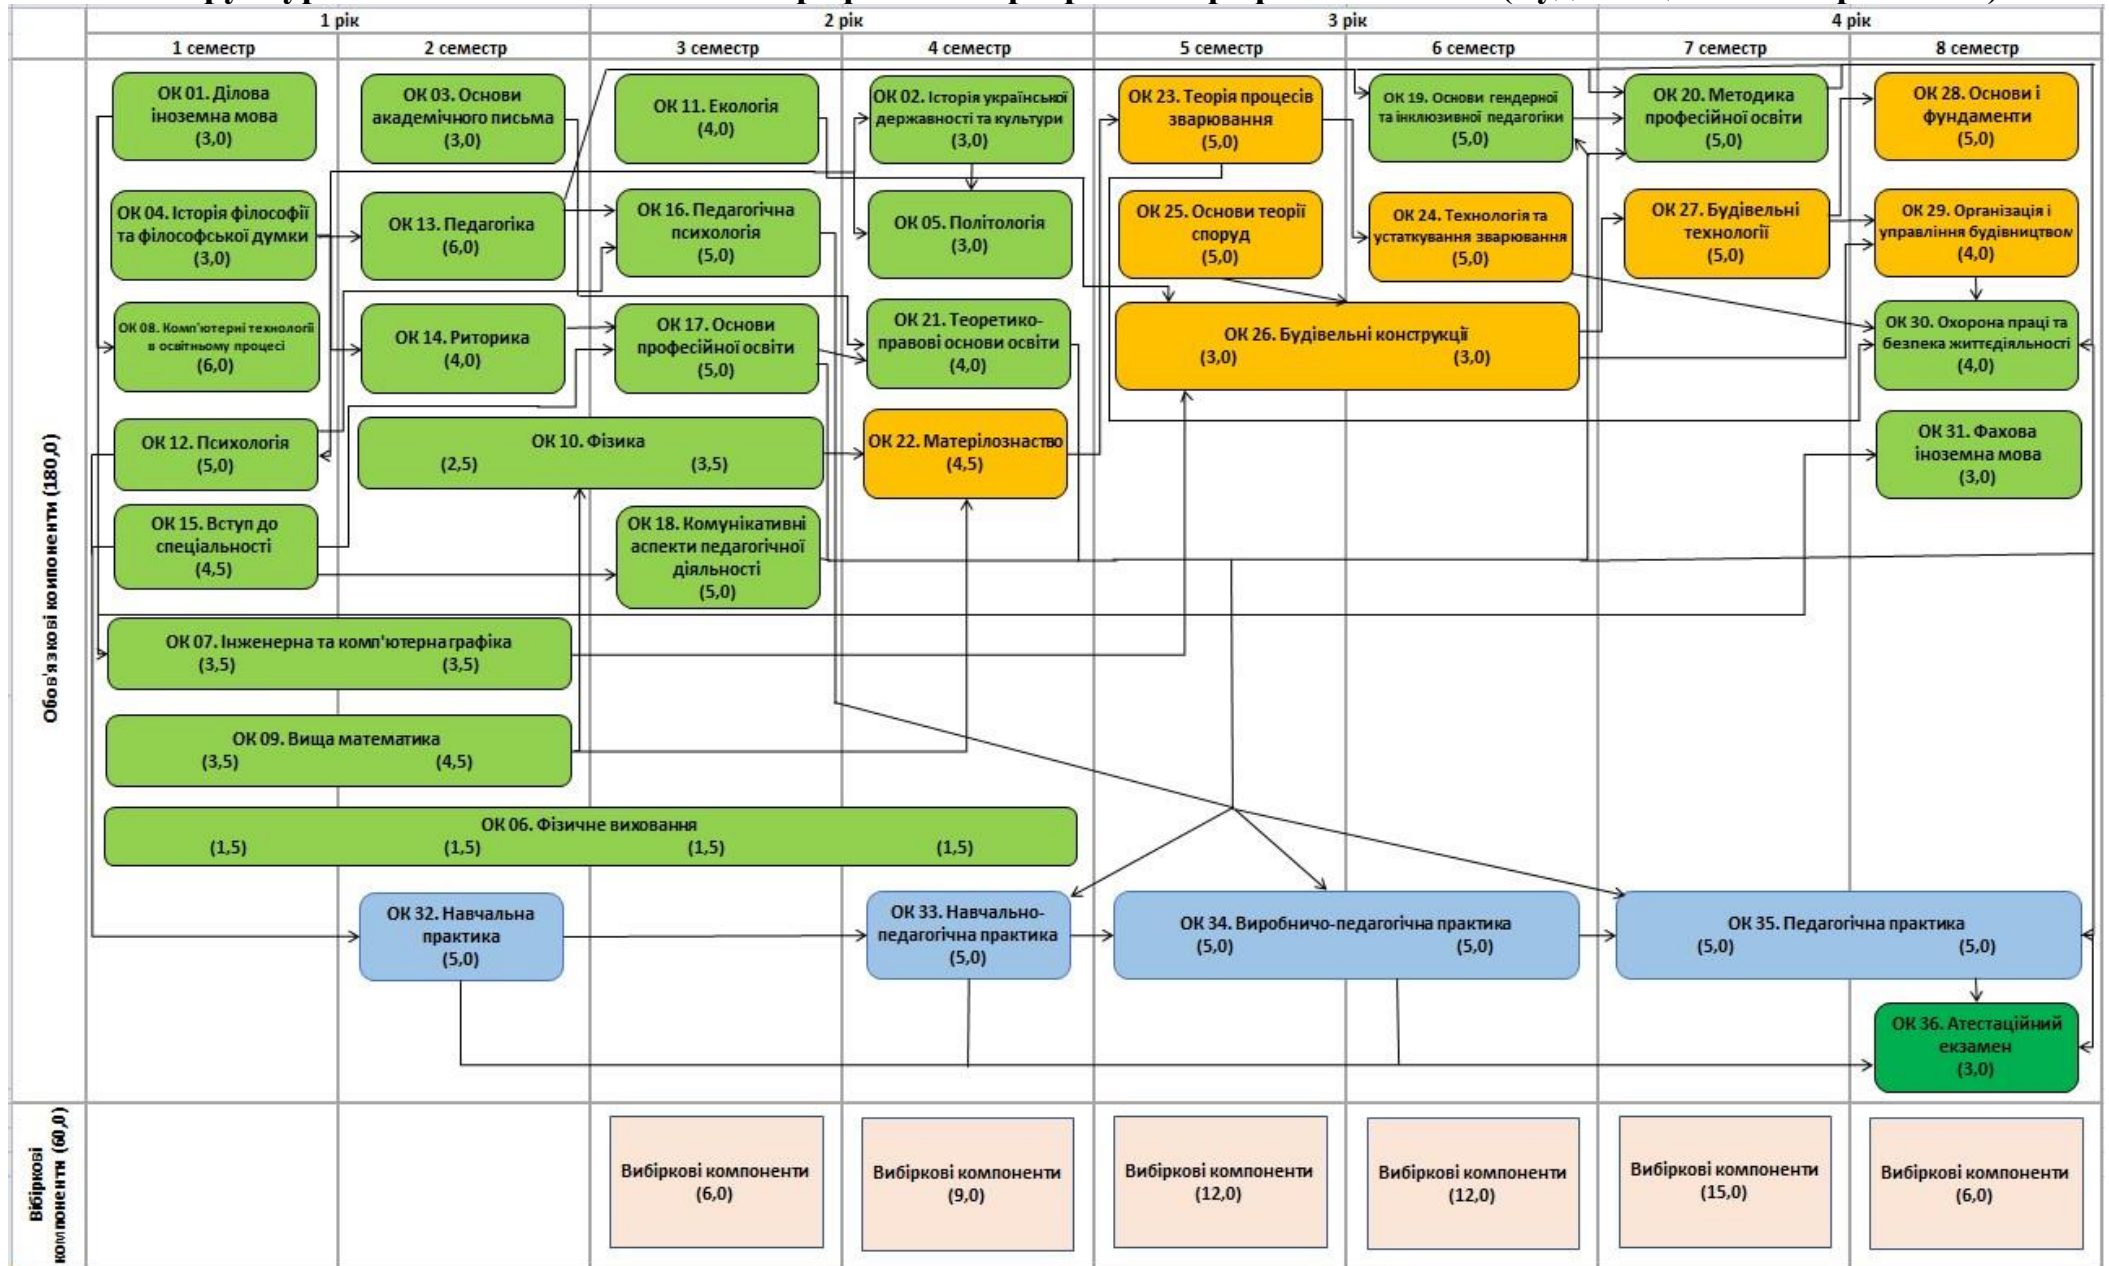 1 рік 2 рік 3 рік 4 рік
1 семестр 2 семестр 3 семестр 4 семестр 5 семестр 6 семестр 7 семестр 8 семестр
Обов'язкові компоненти (180,0)
ОК 01. Ділова
іноземна мова
(3,0)
ОК 03. Основи
академічного письма
(3,0)
ОК 11. Екологія
(4,0)
ОК 02. Історія української
державності та культури
(3,0)
ОК 23. Теорія процесів
зварювання
(5,0)
ОК 19. Основи гендерної
та інклюзивної педагогіки
(5,0)
ОК 20. Методика
професійної освіти
(5,0)
ОК 28. Основи і
фундаменти
(5,0)
ОК 04. Історія філософії
та філософської думки
(3,0)
ОК 13. Педагогіка
(6,0)
ОК 16. Педагогічна
психологія
(5,0)
ОК 05. Політологія
(3,0)
ОК 25. Основи теорії
споруд
(5,0)
ОК 24. Технологія та
устаткування зварювання
(5,0)
ОК 27. Будівельні
технології
(5,0)
ОК 29. Організація і
управління будівництвом
(4,0)
ОК 08. Комп'ютерні технології
в освітньому процесі
(6,0)
ОК 14. Риторика
(4,0)
ОК 17. Основи
професійної освіти
(5,0)
ОК 21. Теоретико-
правові основи освіти
(4,0)
ОК 26. Будівельні конструкції
(3,0) (3,0)
ОК 30. Охорона праці та
безпека життєдіяльності
(4,0)
ОК 12. Психологія
(5,0)
ОК 10. Фізика
(2,5) (3,5)
ОК 22. Матерілознаство
(4,5)
ОК 31. Фахова
іноземна мова
(3,0)
ОК 15. Вступ до
спеціальності
(4,5)
ОК 18. Комунікативні
аспекти педагогічної
діяльності
(5,0)
ОК 07. Інженерна та комп'ютерна графіка
(3,5) (3,5)
ОК 09. Вища математика
(3,5) (4,5)
ОК 06. Фізичне виховання
(1,5) (1,5) (1,5) (1,5)
ОК 32. Навчальна
практика
(5,0)
ОК 33. Навчально-
педагогічна практика
(5,0)
ОК 34. Виробничо-педагогічна практика
(5,0) (5,0)
ОК 35. Педагогічна практика
(5,0) (5,0)
ОК 36. Атестаційний
екзамен
(3,0)
Вібіркові
компоненти (60,0)
Вибіркові компоненти
(6,0)
Вибіркові компоненти
(9,0)
Вибіркові компоненти
(12,0)
Вибіркові компоненти
(12,0)
Вибіркові компоненти
(15,0)
Вибіркові компоненти
(6,0)